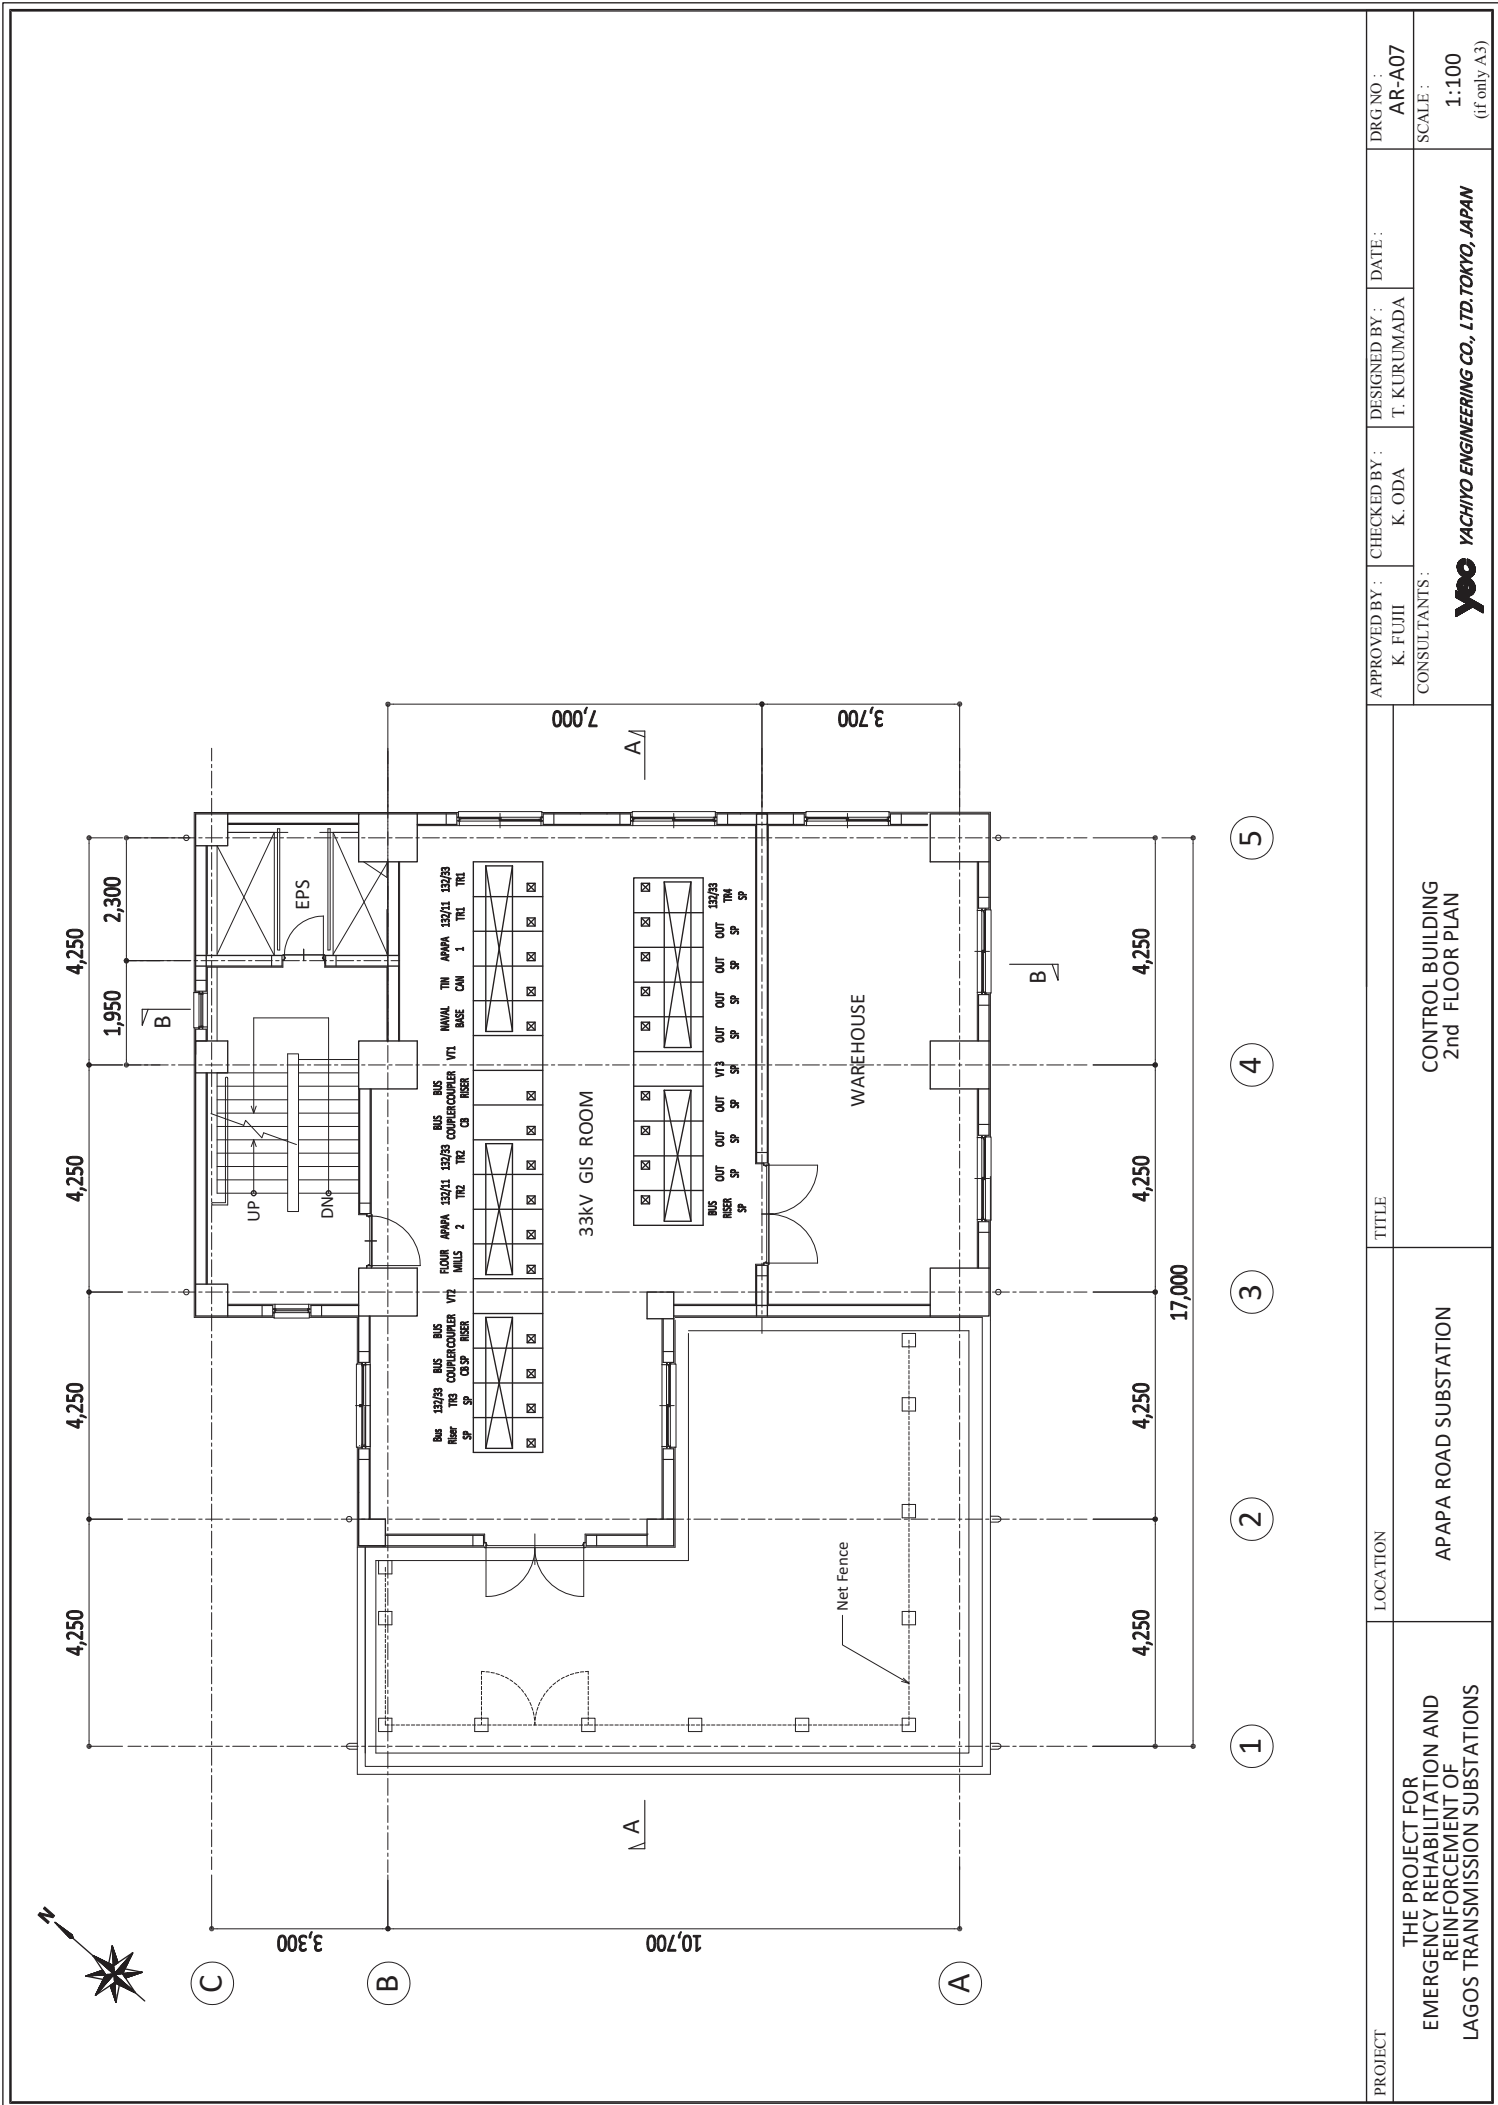 N
4,250
4,250
4,250
4,250
1,950
2,300
C
B
A
3,300
10,700
7,000
3,700
B
B
A
A
UP
DN
EPS
Bus
Riser
SP
132/33
TR3
SP
BUS
COUPLER
CB SP
BUS
COUPLER
RISER
VT2
FLOUR
MILLS
APAPA
2
132/11
TR2
132/33
TR2
BUS
COUPLER
CB
BUS
COUPLER
RISER
VT1
NAVAL
BASE
TIN
CAN
APAPA
1
132/11
TR1
132/33
TR1
33kV GIS ROOM
BUS
RISER
SP
OUT
SP
OUT
SP
OUT
SP
VT3
SP
OUT
SP
OUT
SP
OUT
SP
OUT
SP
132/33
TR4
SP
WAREHOUSE
Net Fence
4,250
4,250
4,250
4,250
17,000
1
2
3
4
5
PROJECT
THE PROJECT FOR
EMERGENCY REHABILITATION AND
REINFORCEMENT OF
LAGOS TRANSMISSION SUBSTATIONS
LOCATION
APAPA ROAD SUBSTATION
TITLE
CONTROL BUILDING
2nd FLOOR PLAN
APPROVED BY :
K. FUJII
CHECKED BY :
K. ODA
DESIGNED BY :
T. KURUMADA
DATE :
DRG NO :
AR-A07
CONSULTANTS :
yec YACHIYO ENGINEERING CO., LTD.TOKYO, JAPAN
SCALE :
1:100
(if only A3)